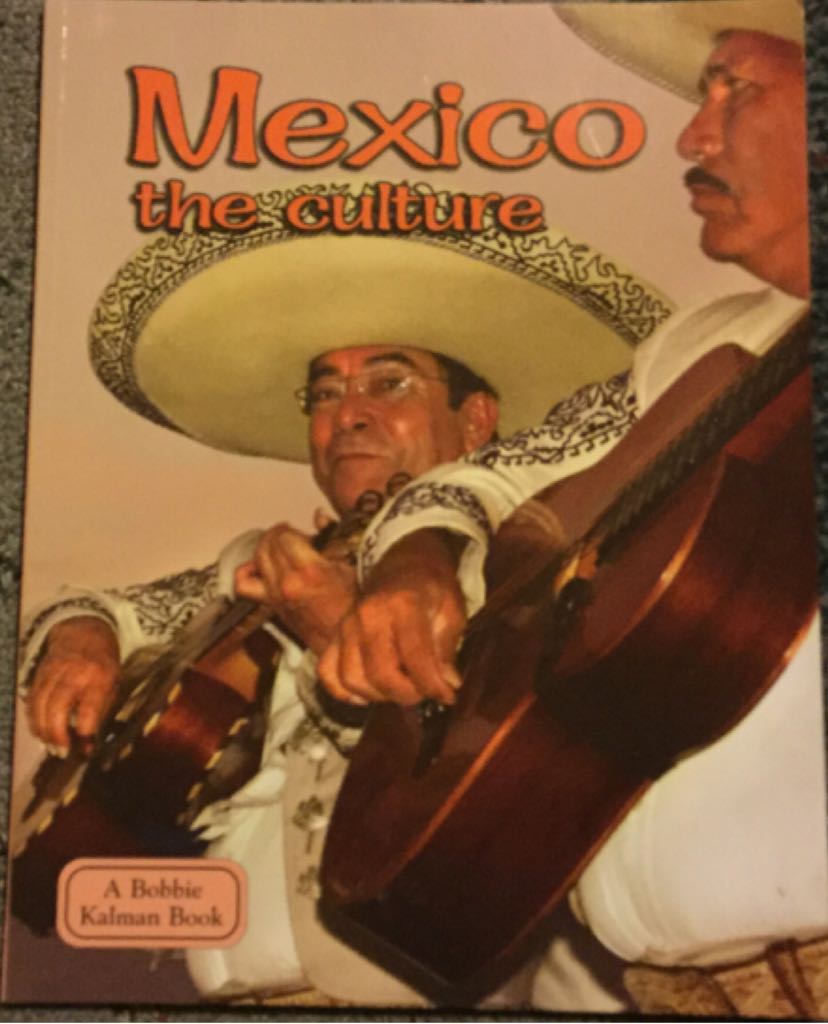 Mexico
the culture
A Bobbie
Kalman Book